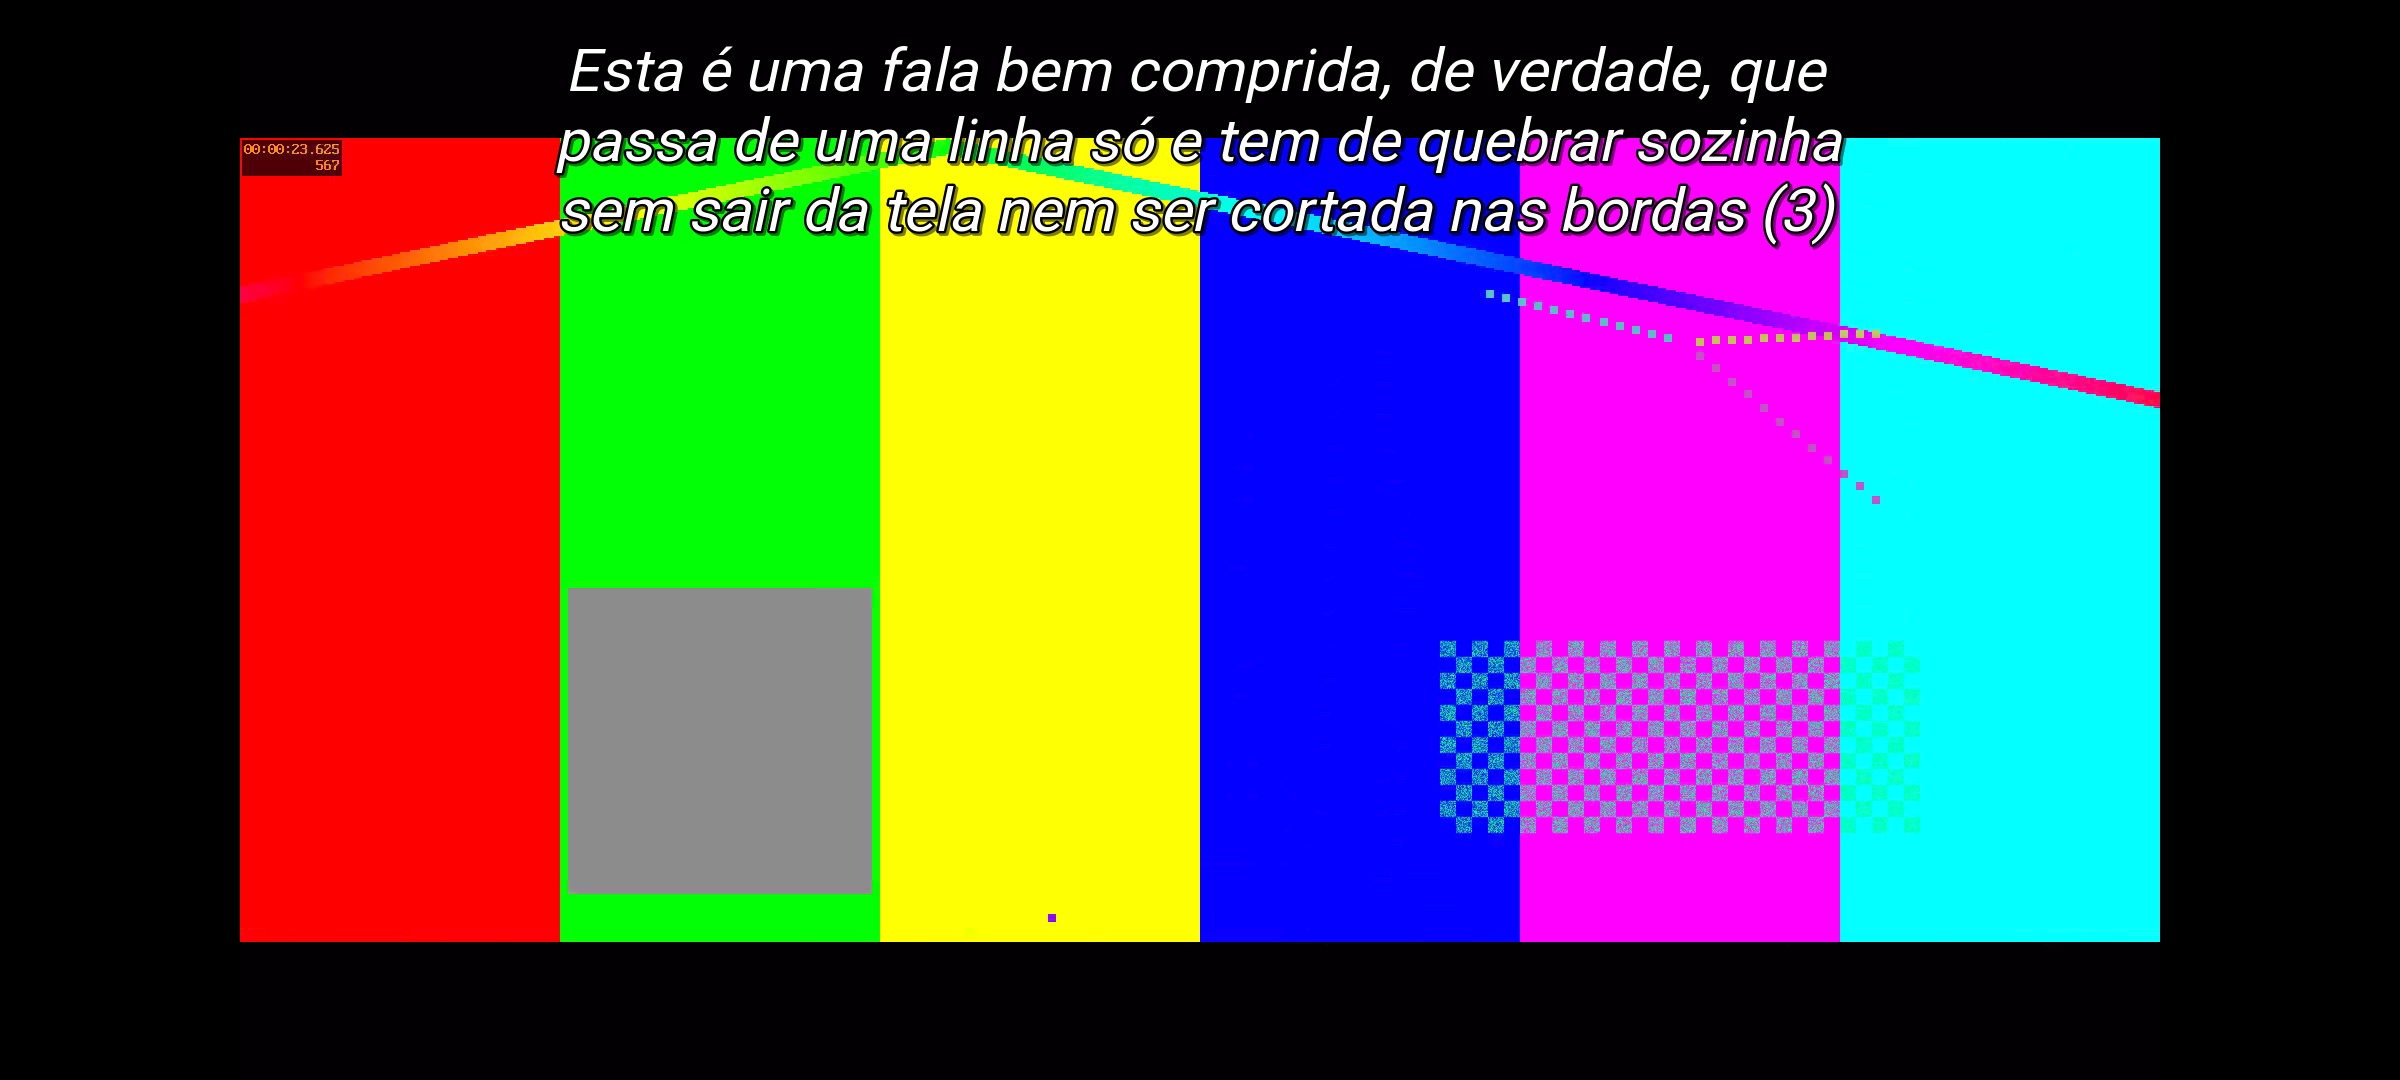 Esta é uma fala bem comprida, de verdade, que
passa de uma linha só e tem de quebrar sozinha
sem sair da tela nem ser cortada nas bordas (3)
00:00:23.625
567